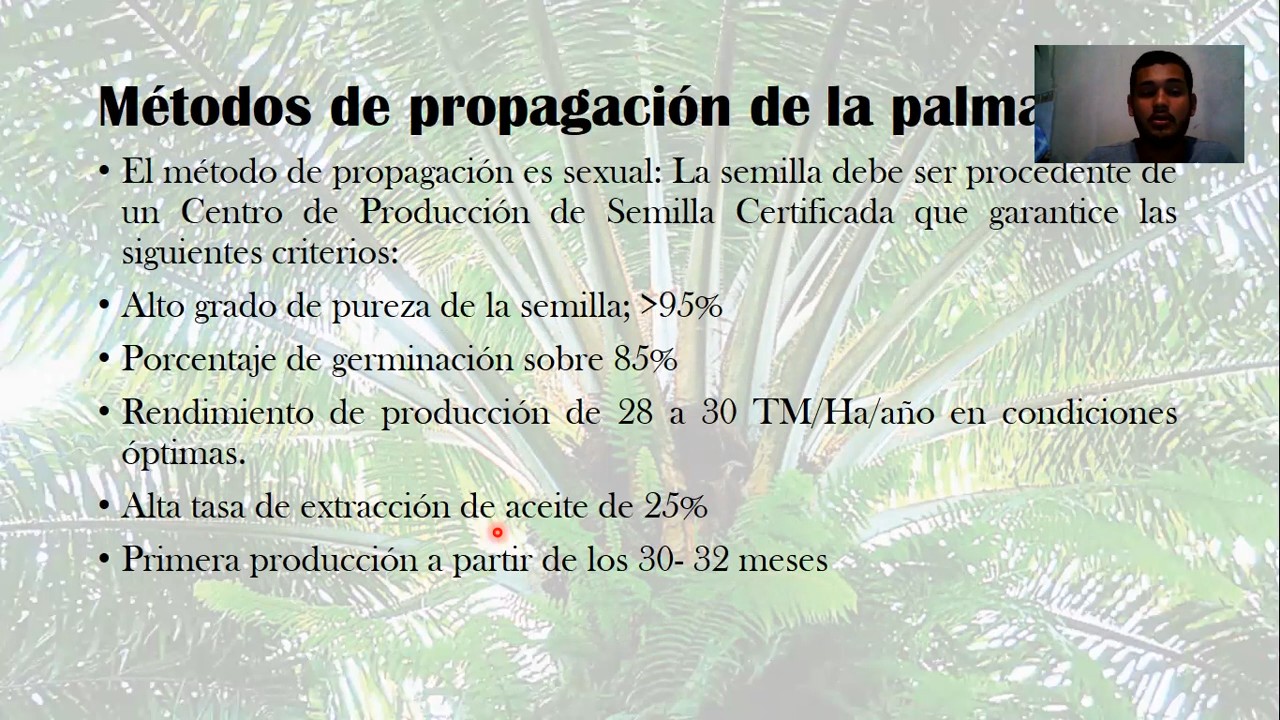 Métodos de propagación de la palma
• El método de propagación es sexual: La semilla debe ser procedente de
un Centro de Producción de Semilla Certificada que garantice las
siguientes criterios:
• Alto grado de pureza de la semilla; >95%
• Porcentaje de germinación sobre 85%
• Rendimiento de producción de 28 a 30 TM/Ha/año en condiciones
óptimas.
• Alta tasa de extracción de aceite de 25%
• Primera producción a partir de los 30- 32 meses